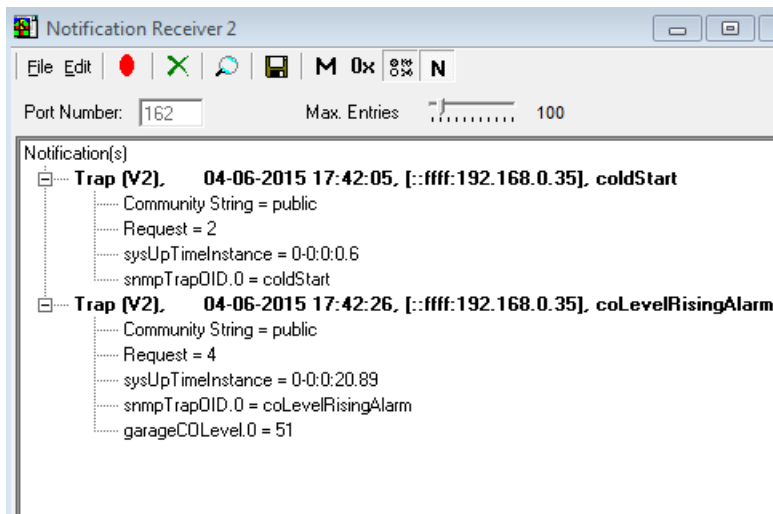 Notification Receiver 2
File Edit M 0x N
Port Number: 162 Max. Entries 100
Notification(s)
Trap (V2), 04-06-2015 17:42:05, [::ffff:192.168.0.35], coldStart
Community String = public
Request = 2
sysUpTimeInstance = 0-0:0:0.6
snmpTrapOID.0 = coldStart
Trap (V2), 04-06-2015 17:42:26, [::ffff:192.168.0.35], coLevelRisingAlarm
Community String = public
Request = 4
sysUpTimeInstance = 0-0:0:20.89
snmpTrapOID.0 = coLevelRisingAlarm
garageCOLevel.0 = 51